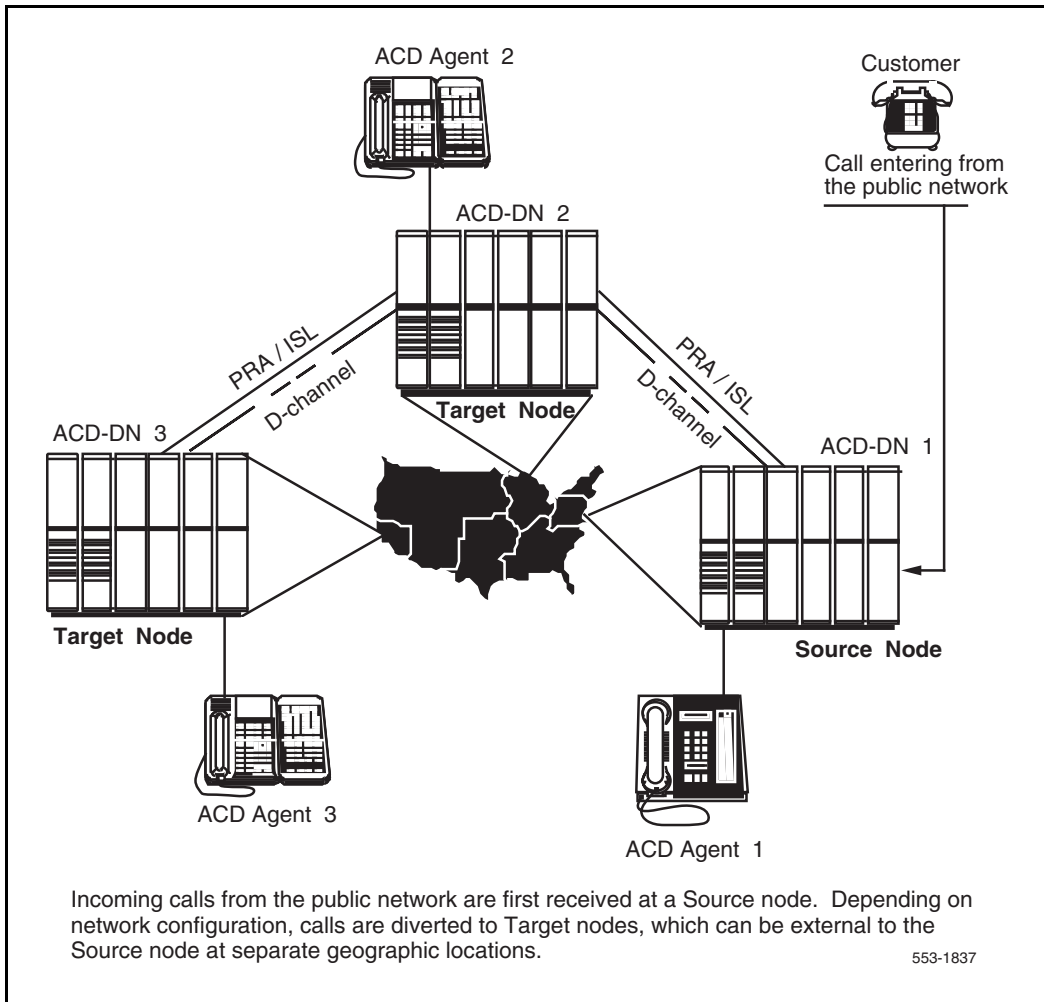 ACD Agent 2
Customer
Call entering from
the public network
ACD-DN 2
PRA / ISL
D-channel
PRA / ISL
D-channel
Target Node
ACD-DN 3
ACD-DN 1
Target Node
Source Node
ACD Agent 3
ACD Agent 1
Incoming calls from the public network are first received at a Source node. Depending on
network configuration, calls are diverted to Target nodes, which can be external to the
Source node at separate geographic locations.
553-1837